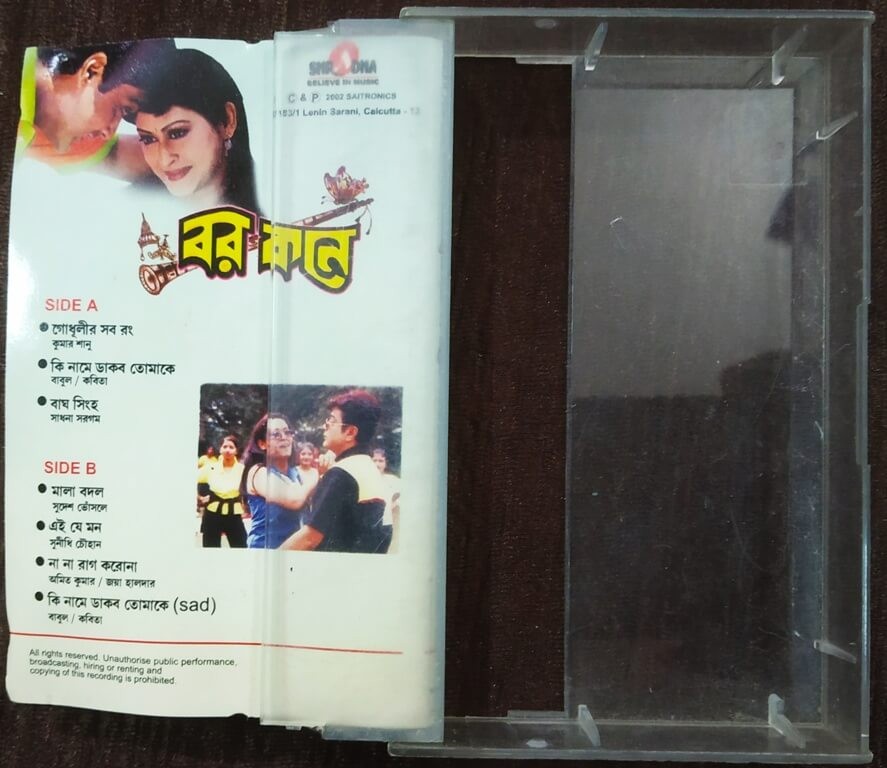 SHRADDHA
BELIEVE IN MUSIC
C & P 2002 SAITRONICS
183/1 Lenin Sarani, Calcutta - 13
বর কনে
SIDE A
গোধূলীর সব রং
কুমার শানু
কি নামে ডাকব তোমাকে
বাবুল / কবিতা
বাঘ সিংহ
সাধনা সরগম
SIDE B
মালা বদল
সুদেশ ভোঁসলে
এই যে মন
সুনীধি চৌহান
না না রাগ করোনা
অমিত কুমার / জয়া হালদার
কি নামে ডাকব তোমাকে (sad)
বাবুল / কবিতা
All rights reserved. Unauthorise public performance,
broadcasting, hiring or renting and
copying of this recording is prohibited.